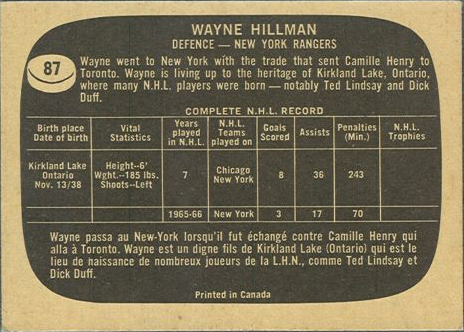 WAYNE HILLMAN
DEFENCE — NEW YORK RANGERS
87
Wayne went to New York with the trade that sent Camille Henry to
Toronto. Wayne is living up to the heritage of Kirkland Lake, Ontario,
where many N.H.L. players were born — notably Ted Lindsay and Dick
Duff.
COMPLETE N.H.L. RECORD
Birth place Date of birth | Vital Statistics | Years played in N.H.L. | N.H.L. Teams played on | Goals Scored | Assists | Penalties (Min.) | N.H.L. Trophies
Kirkland Lake Ontario Nov. 13/38 | Height--6' Wght.--185 lbs. Shoots--Left | 7 | Chicago New York | 8 | 36 | 243
1965-66 | New York | 3 | 17 | 70
Wayne passa au New-York lorsqu'il fut échangé contre Camille Henry qui
alla à Toronto. Wayne est un digne fils de Kirkland Lake (Ontario) qui est le
lieu de naissance de nombreux joueurs de la L.H.N., comme Ted Lindsay et
Dick Duff.
Printed in Canada